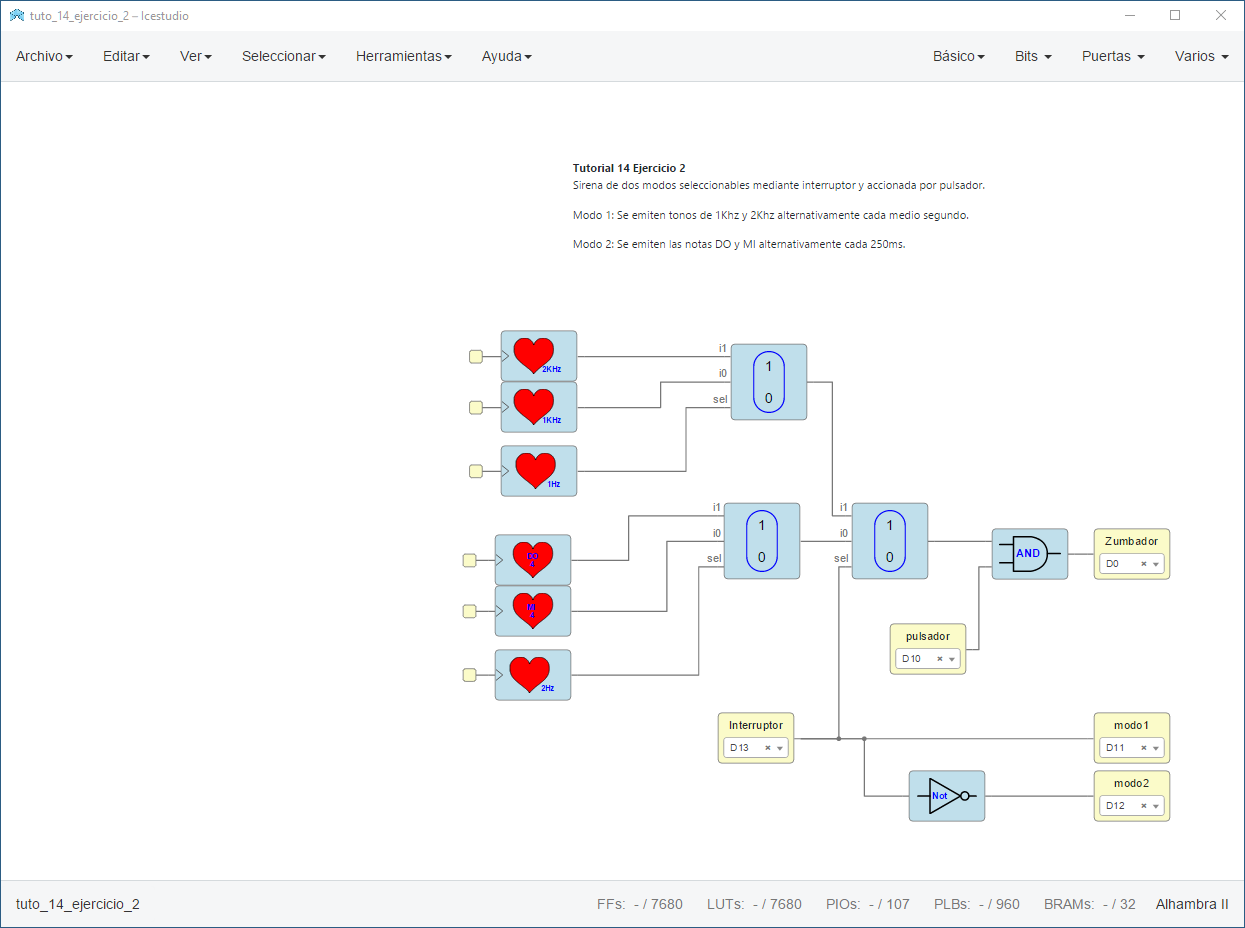 tuto_14_ejercicio_2 – Icestudio
Archivo Editar Ver Seleccionar Herramientas Ayuda Básico Bits Puertas Varios
Tutorial 14 Ejercicio 2
Sirena de dos modos seleccionables mediante interruptor y accionada por pulsador.
Modo 1: Se emiten tonos de 1Khz y 2Khz alternativamente cada medio segundo.
Modo 2: Se emiten las notas DO y MI alternativamente cada 250ms.
2KHz
i1
1
i0
0
sel
1KHz
1Hz
i1
1
i0
0
sel
i1
1
i0
0
sel
DO
MI
2Hz
AND
Zumbador
D0
pulsador
D10
Interruptor
D13
modo1
D11
Not
modo2
D12
tuto_14_ejercicio_2 FFs: - / 7680 LUTs: - / 7680 PIOs: - / 107 PLBs: - / 960 BRAMs: - / 32 Alhambra II